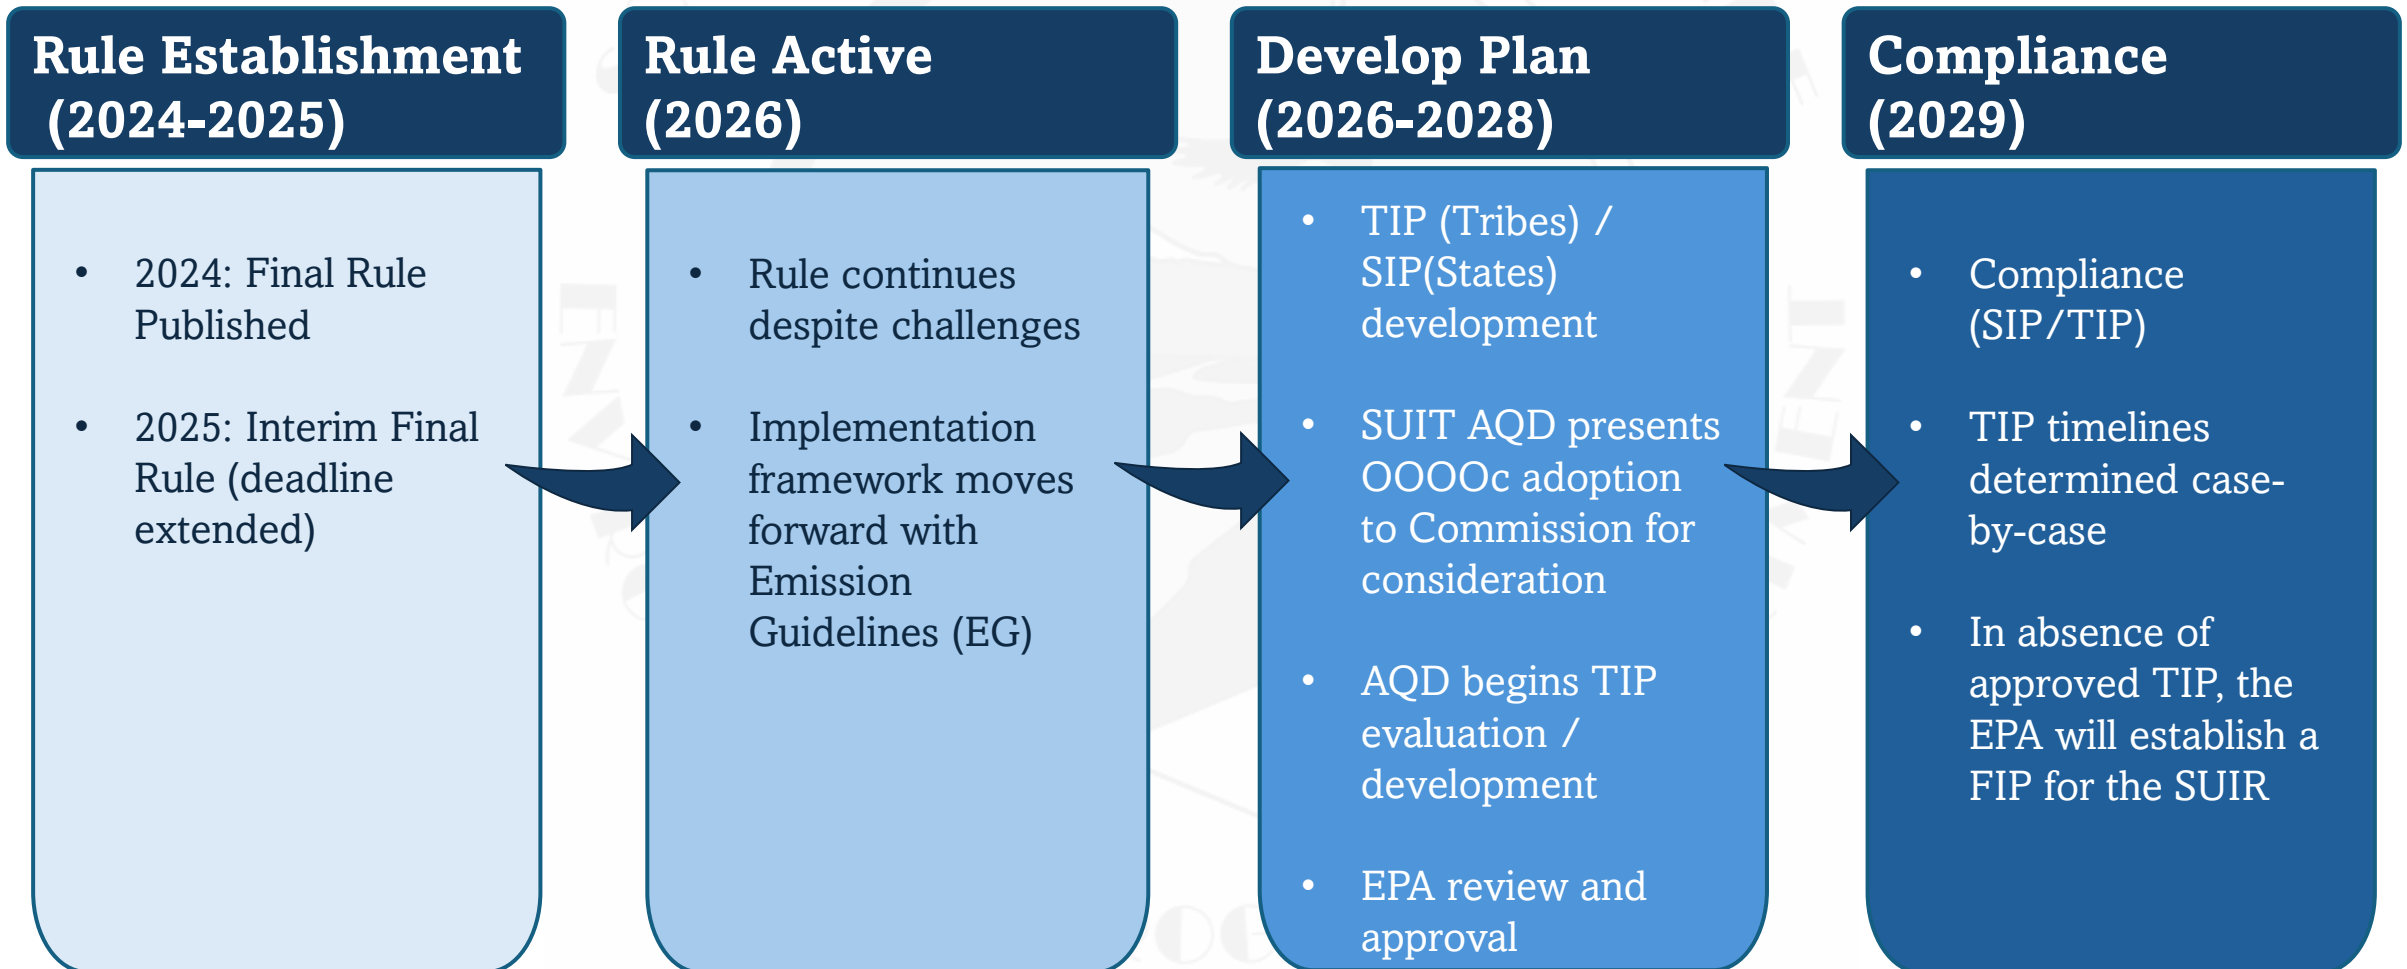 Rule Establishment
(2024-2025)
• 2024: Final Rule
Published
• 2025: Interim Final
Rule (deadline
extended)
Rule Active
(2026)
• Rule continues
despite challenges
• Implementation
framework moves
forward with
Emission
Guidelines (EG)
Develop Plan
(2026-2028)
• TIP (Tribes) /
SIP(States)
development
• SUIT AQD presents
OOOOc adoption
to Commission for
consideration
• AQD begins TIP
evaluation /
development
• EPA review and
approval
Compliance
(2029)
• Compliance
(SIP/TIP)
• TIP timelines
determined case-
by-case
• In absence of
approved TIP, the
EPA will establish a
FIP for the SUIR